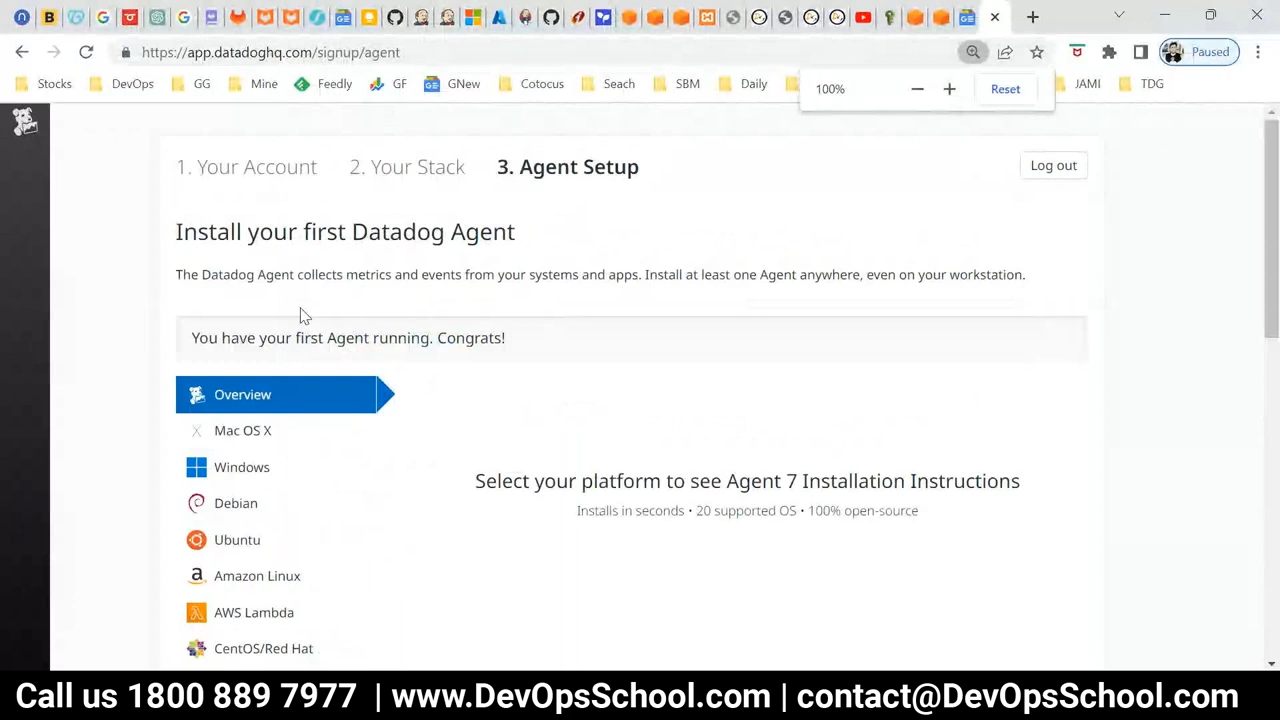 https://app.datadoghq.com/signup/agent
Paused
Stocks DevOps GG Mine Feedly GF GNew Cotocus Seach SBM Daily JAMI TDG
100% Reset
1. Your Account 2. Your Stack 3. Agent Setup Log out
Install your first Datadog Agent
The Datadog Agent collects metrics and events from your systems and apps. Install at least one Agent anywhere, even on your workstation.
You have your first Agent running. Congrats!
Overview
Mac OS X
Windows
Debian
Ubuntu
Amazon Linux
AWS Lambda
CentOS/Red Hat
Select your platform to see Agent 7 Installation Instructions
Installs in seconds • 20 supported OS • 100% open-source
Call us 1800 889 7977 | www.DevOpsSchool.com | contact@DevOpsSchool.com